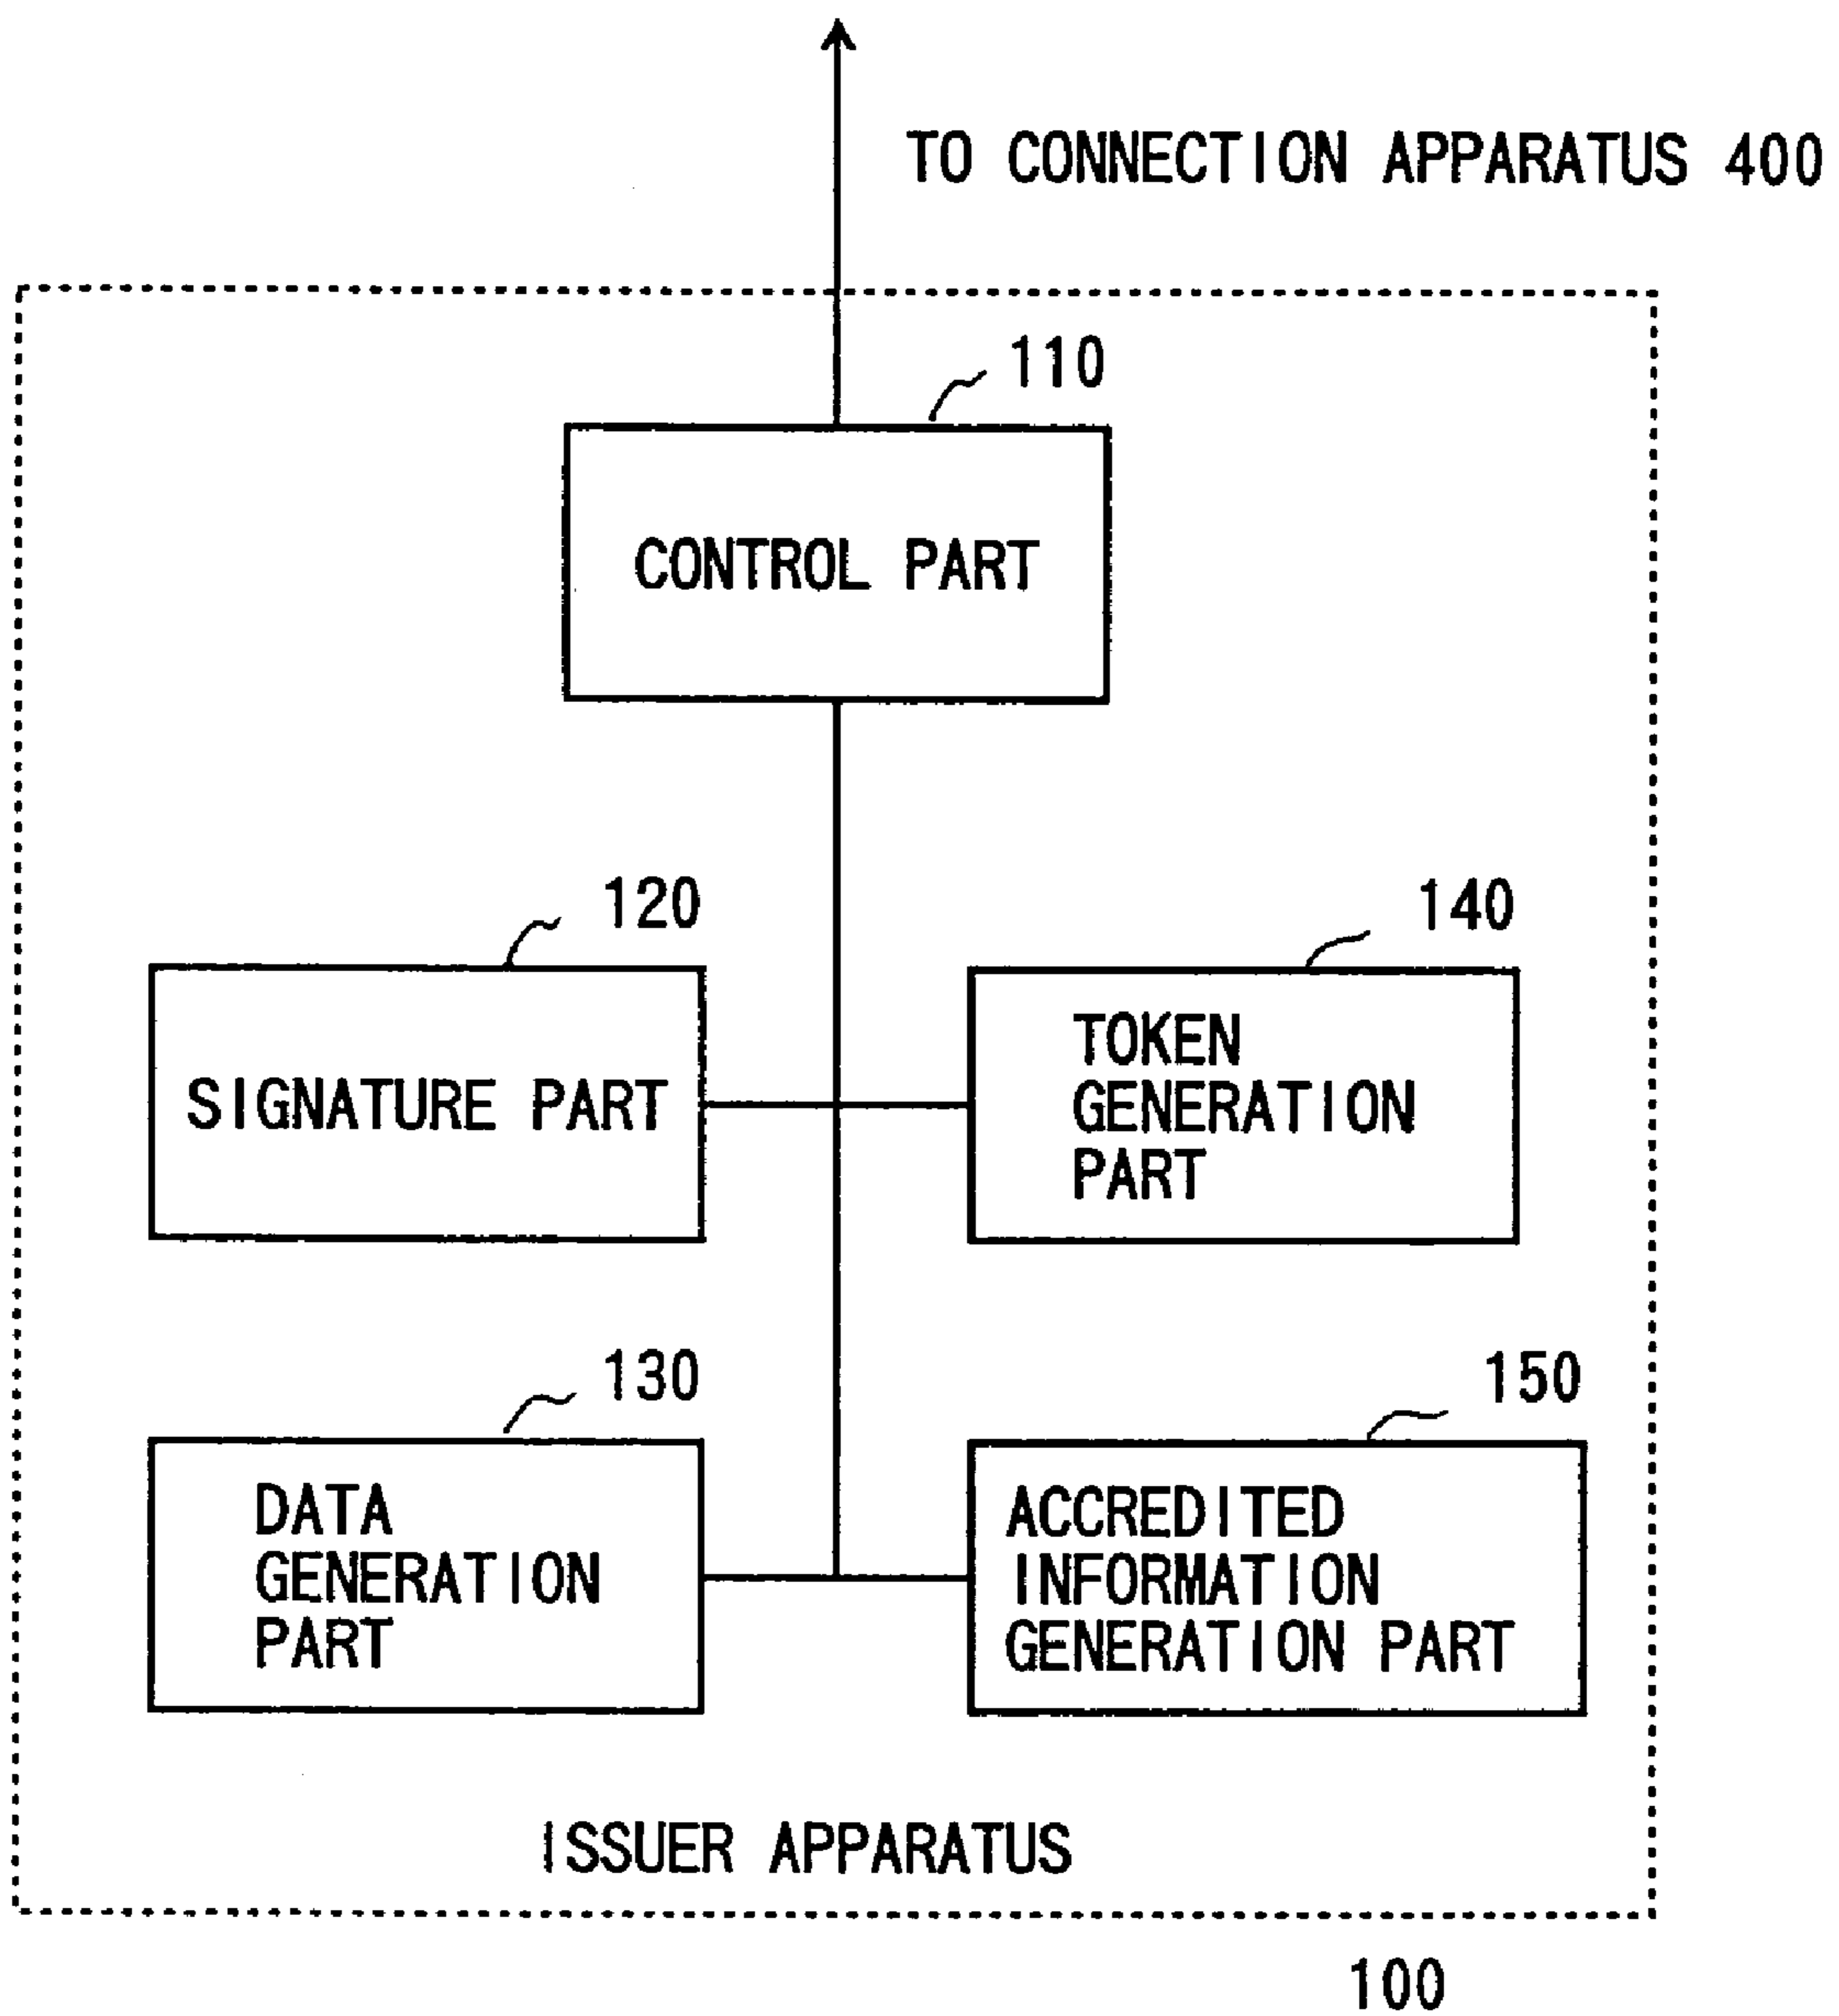 TO CONNECTION APPARATUS 400
110
CONTROL PART
120
140
SIGNATURE PART
TOKEN
GENERATION
PART
130
150
DATA
GENERATION
PART
ACCREDITED
INFORMATION
GENERATION PART
ISSUER APPARATUS
100